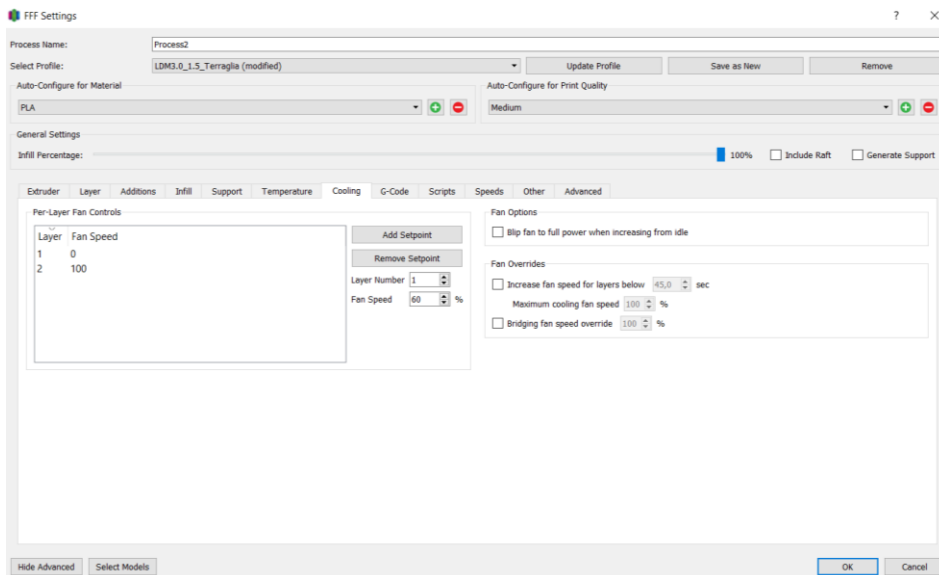 FFF Settings ?
Process Name: Process2
Select Profile: LDM3.0_1.5_Terraglia (modified) Update Profile Save as New Remove
Auto-Configure for Material Auto-Configure for Print Quality
PLA Medium
General Settings
Infill Percentage: 100% Include Raft Generate Support
Extruder Layer Additions Infill Support Temperature Cooling G-Code Scripts Speeds Other Advanced
Per-Layer Fan Controls Fan Options
Layer Fan Speed Add Setpoint Blip fan to full power when increasing from idle
1 0 Remove Setpoint Fan Overrides
2 100 Layer Number 1 Increase fan speed for layers below 45,0 sec
Fan Speed 60 % Maximum cooling fan speed 100 %
Bridging fan speed override 100 %
Hide Advanced Select Models OK Cancel